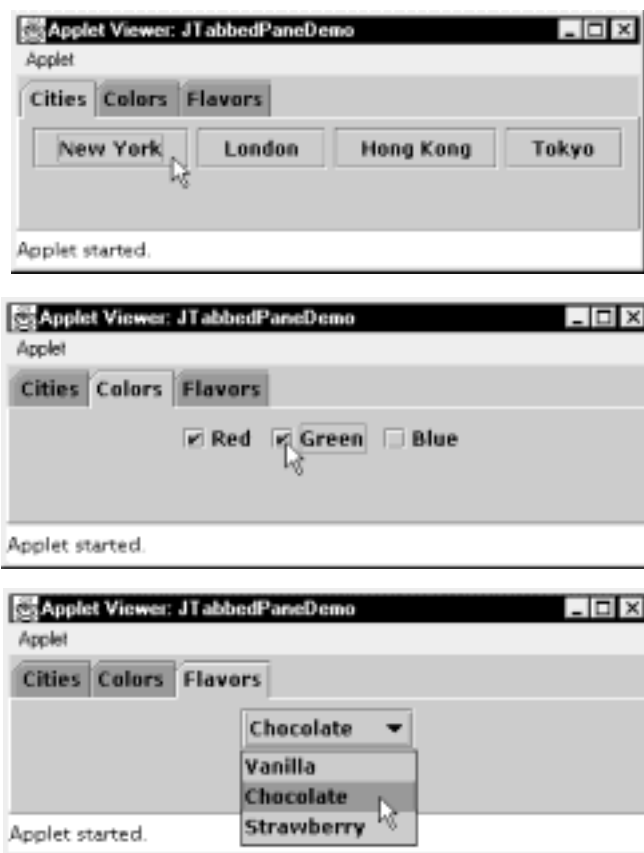 Applet Viewer: JTabbedPaneDemo
Applet
Cities Colors Flavors
New York London Hong Kong Tokyo
Applet started.
Applet Viewer: JTabbedPaneDemo
Applet
Cities Colors Flavors
Red Green Blue
Applet started.
Applet Viewer: JTabbedPaneDemo
Applet
Cities Colors Flavors
Chocolate
Vanilla
Chocolate
Strawberry
Applet started.